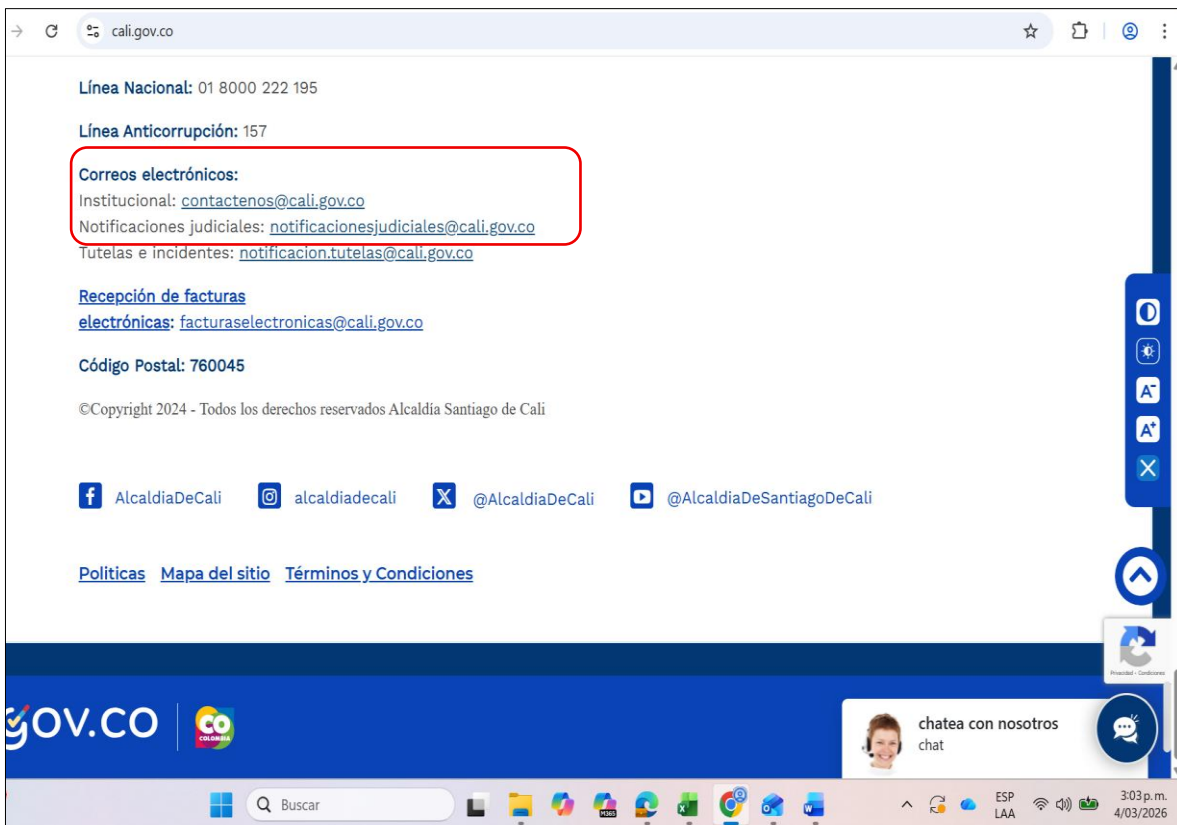 cali.gov.co
Línea Nacional: 01 8000 222 195
Línea Anticorrupción: 157
Correos electrónicos:
Institucional: contactenos@cali.gov.co
Notificaciones judiciales: notificacionesjudiciales@cali.gov.co
Tutelas e incidentes: notificacion.tutelas@cali.gov.co
Recepción de facturas
electrónicas: facturaselectronicas@cali.gov.co
Código Postal: 760045
©Copyright 2024 - Todos los derechos reservados Alcaldía Santiago de Cali
A-
A+
AlcaldiaDeCali alcaldiadecali @AlcaldiaDeCali @AlcaldiaDeSantiagoDeCali
Politicas Mapa del sitio Términos y Condiciones
Privacidad - Condiciones
GOV.CO
CO
COLOMBIA
chatea con nosotros
chat
Buscar
M365
ESP
LAA
3:03 p. m.
4/03/2026